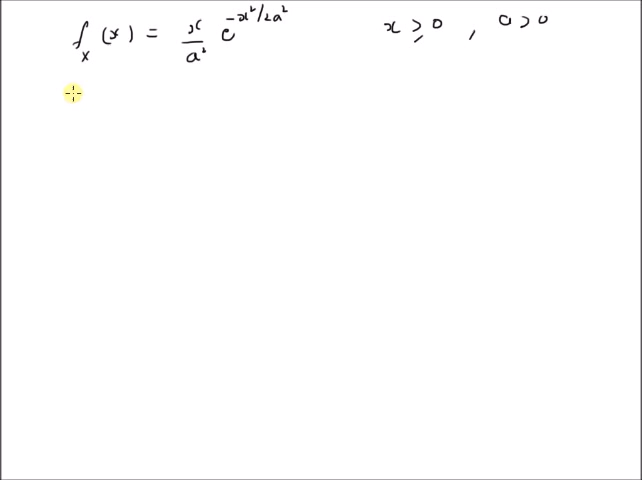 f_X (x) = x/a² e^{-x²/2a²}    x ≥ 0 , a > 0